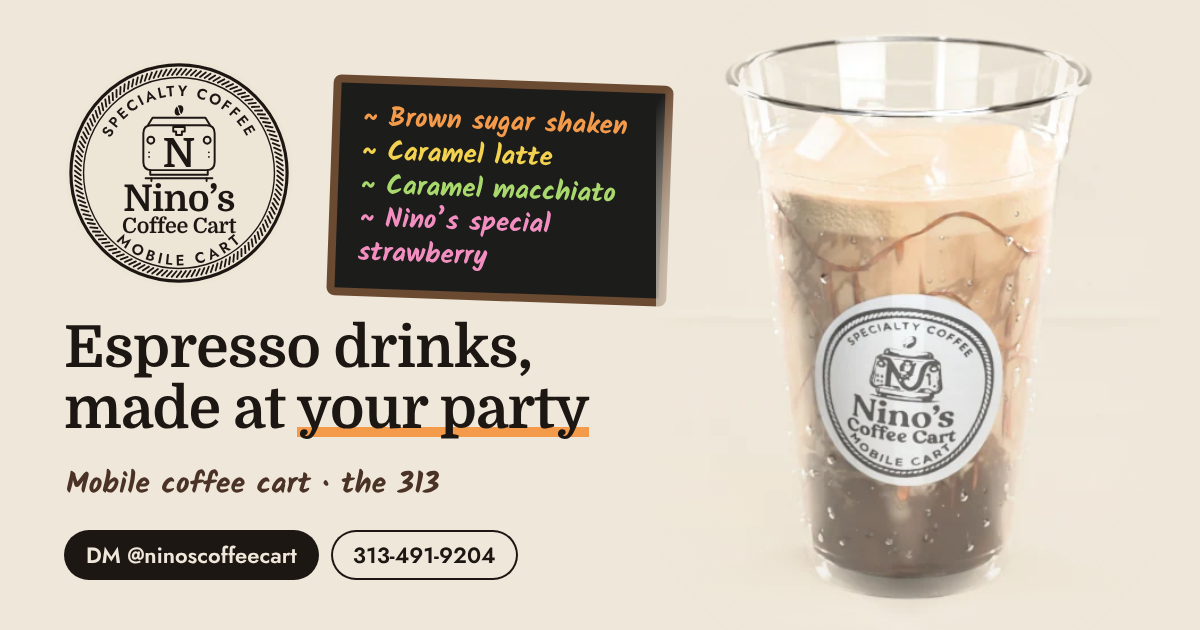 SPECIALTY COFFEE
N
Nino's
Coffee Cart
MOBILE CART
~ Brown sugar shaken
~ Caramel latte
~ Caramel macchiato
~ Nino's special
strawberry
Espresso drinks,
made at your party
Mobile coffee cart · the 313
DM @ninoscoffeecart
313-491-9204
SPECIALTY COFFEE
N
Nino's
Coffee Cart
MOBILE CART